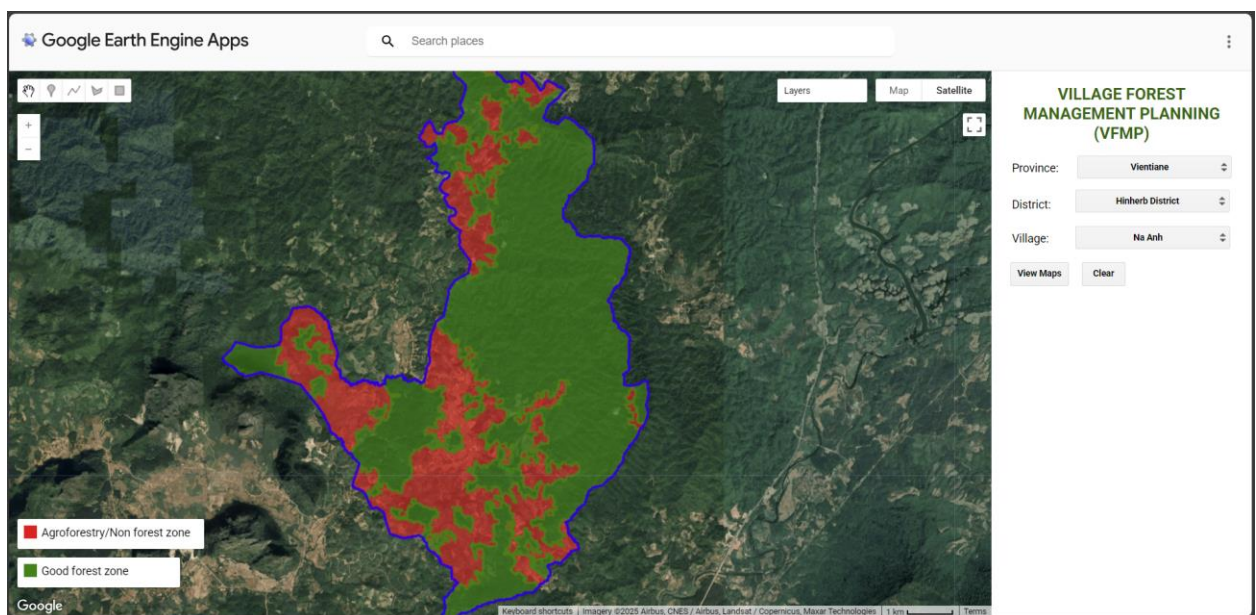 Google Earth Engine Apps
Search places
Layers
Map
Satellite
+
−
VILLAGE FOREST
MANAGEMENT PLANNING
(VFMP)
Province:
Vientiane
District:
Hinherb District
Village:
Na Anh
View Maps
Clear
Agroforestry/Non forest zone
Good forest zone
Google
Keyboard shortcuts
Imagery ©2025 Airbus, CNES / Airbus, Landsat / Copernicus, Maxar Technologies
1 km
Terms